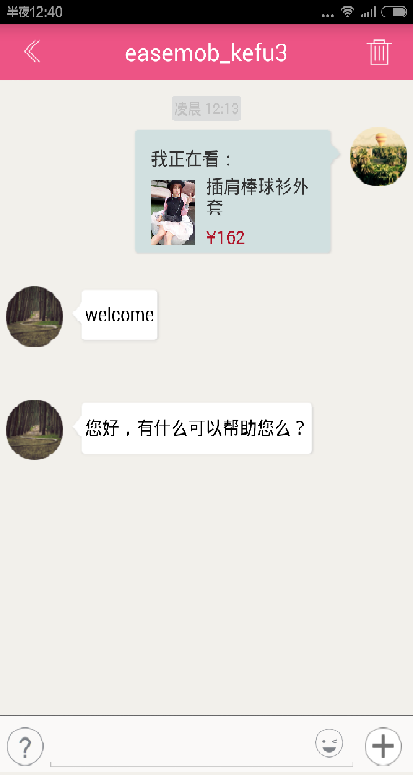 半夜12:40
easemob_kefu3
凌晨 12:13
我正在看：
插肩棒球衫外
套
¥162
welcome
您好，有什么可以帮助您么？
?